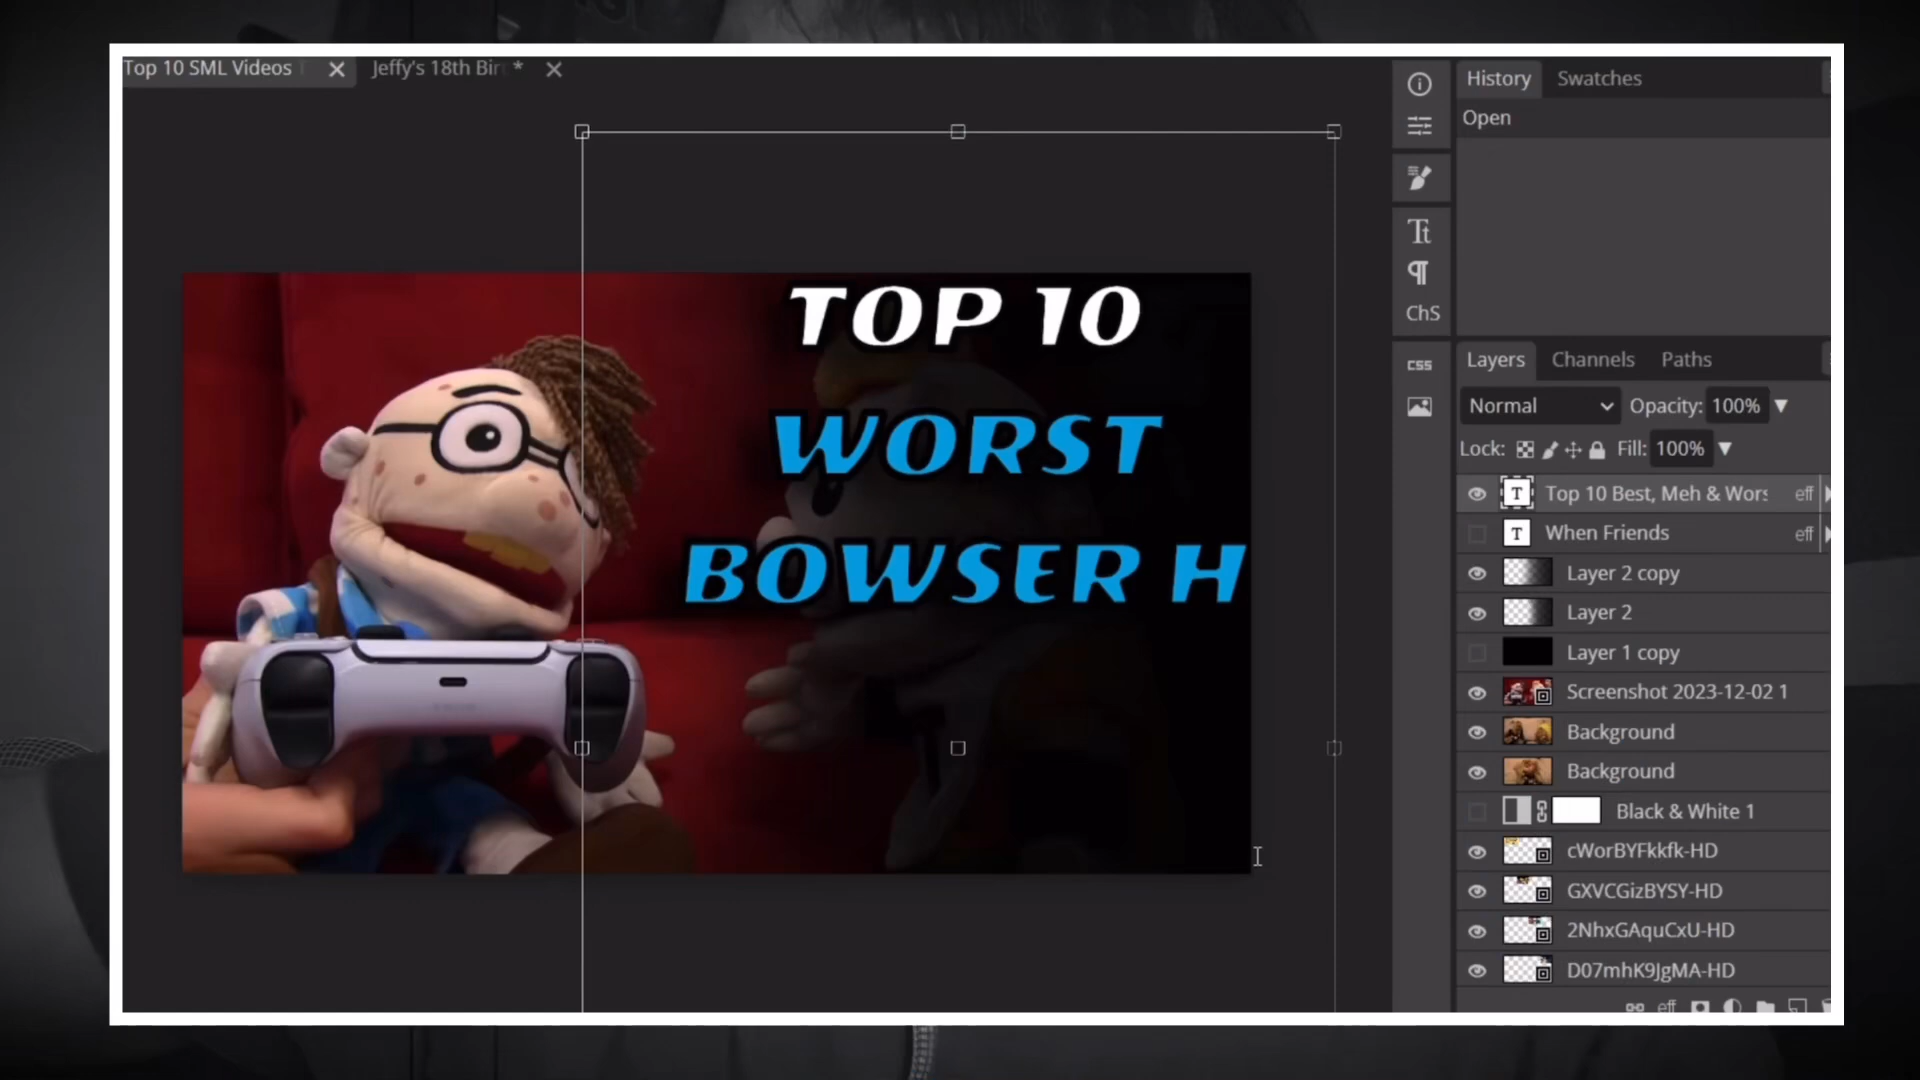 Top 10 SML Videos
Jeffy's 18th Bir *
TOP 10
WORST
BOWSER H
ChS
CSS
History Swatches
Open
Layers Channels Paths
Normal Opacity: 100%
Lock: Fill: 100%
T Top 10 Best, Meh & Wors eff
T When Friends eff
Layer 2 copy
Layer 2
Layer 1 copy
Screenshot 2023-12-02 1
Background
Background
Black & White 1
cWorBYFkkfk-HD
GXVCGizBYSY-HD
2NhxGAquCxU-HD
D07mhK9JgMA-HD
eff